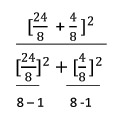 [24/8 + 4/8]²
[24/8]² + [4/8]²
8 – 1 8 -1